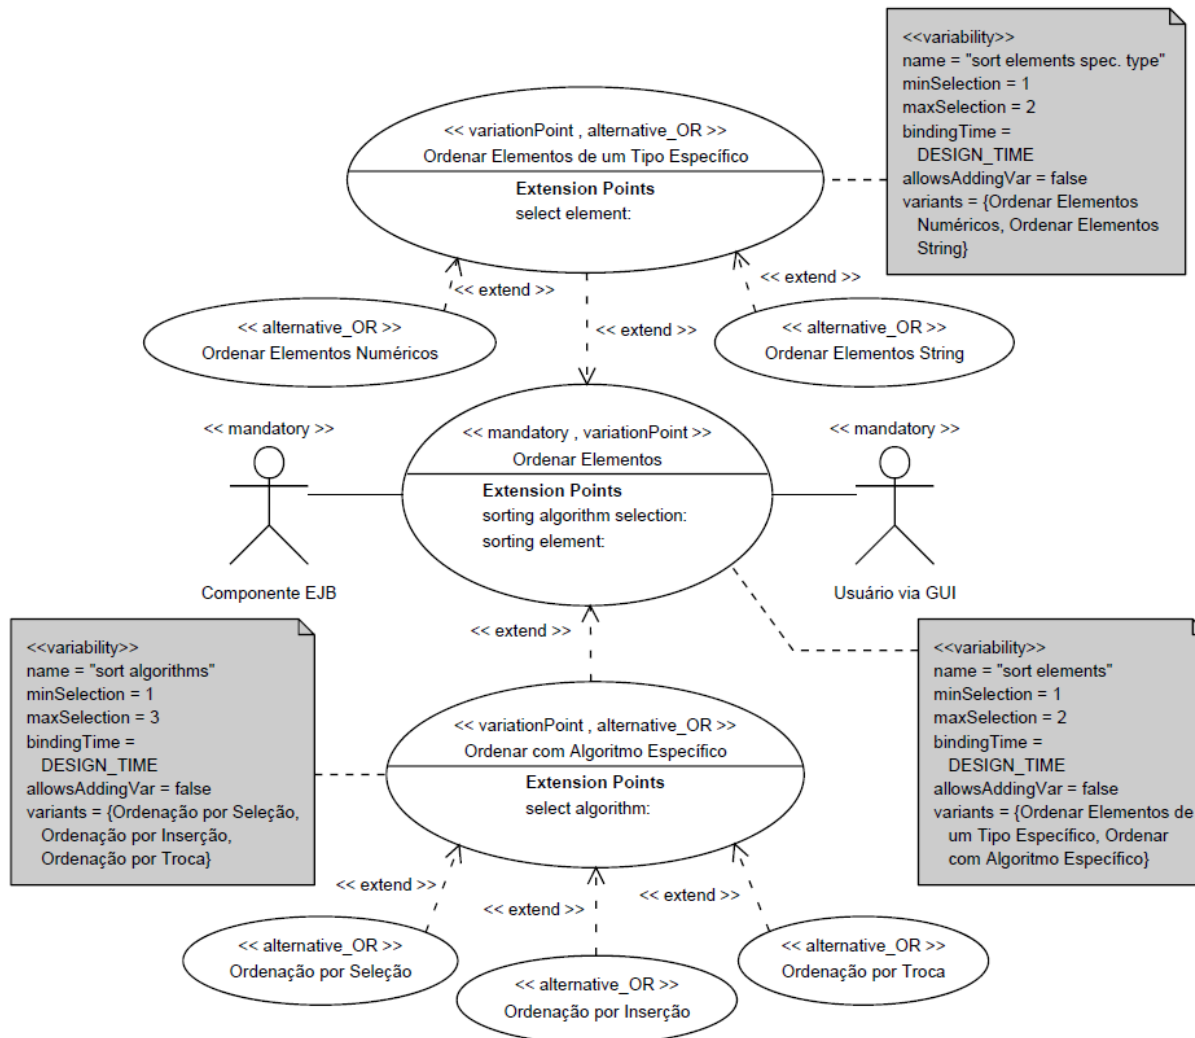 <<variability>>
name = "sort elements spec. type"
minSelection = 1
maxSelection = 2
bindingTime =
DESIGN_TIME
allowsAddingVar = false
variants = {Ordenar Elementos
Numéricos, Ordenar Elementos
String}
<< variationPoint , alternative_OR >>
Ordenar Elementos de um Tipo Específico
Extension Points
select element:
<< extend >>
<< extend >>
<< extend >>
<< alternative_OR >>
Ordenar Elementos Numéricos
<< alternative_OR >>
Ordenar Elementos String
<< mandatory >>
Componente EJB
<< mandatory , variationPoint >>
Ordenar Elementos
Extension Points
sorting algorithm selection:
sorting element:
<< mandatory >>
Usuário via GUI
<< extend >>
<<variability>>
name = "sort algorithms"
minSelection = 1
maxSelection = 3
bindingTime =
DESIGN_TIME
allowsAddingVar = false
variants = {Ordenação por Seleção,
Ordenação por Inserção,
Ordenação por Troca}
<< variationPoint , alternative_OR >>
Ordenar com Algoritmo Específico
Extension Points
select algorithm:
<<variability>>
name = "sort elements"
minSelection = 1
maxSelection = 2
bindingTime =
DESIGN_TIME
allowsAddingVar = false
variants = {Ordenar Elementos de
um Tipo Específico, Ordenar
com Algoritmo Específico}
<< extend >>
<< extend >>
<< extend >>
<< alternative_OR >>
Ordenação por Seleção
<< alternative_OR >>
Ordenação por Inserção
<< alternative_OR >>
Ordenação por Troca